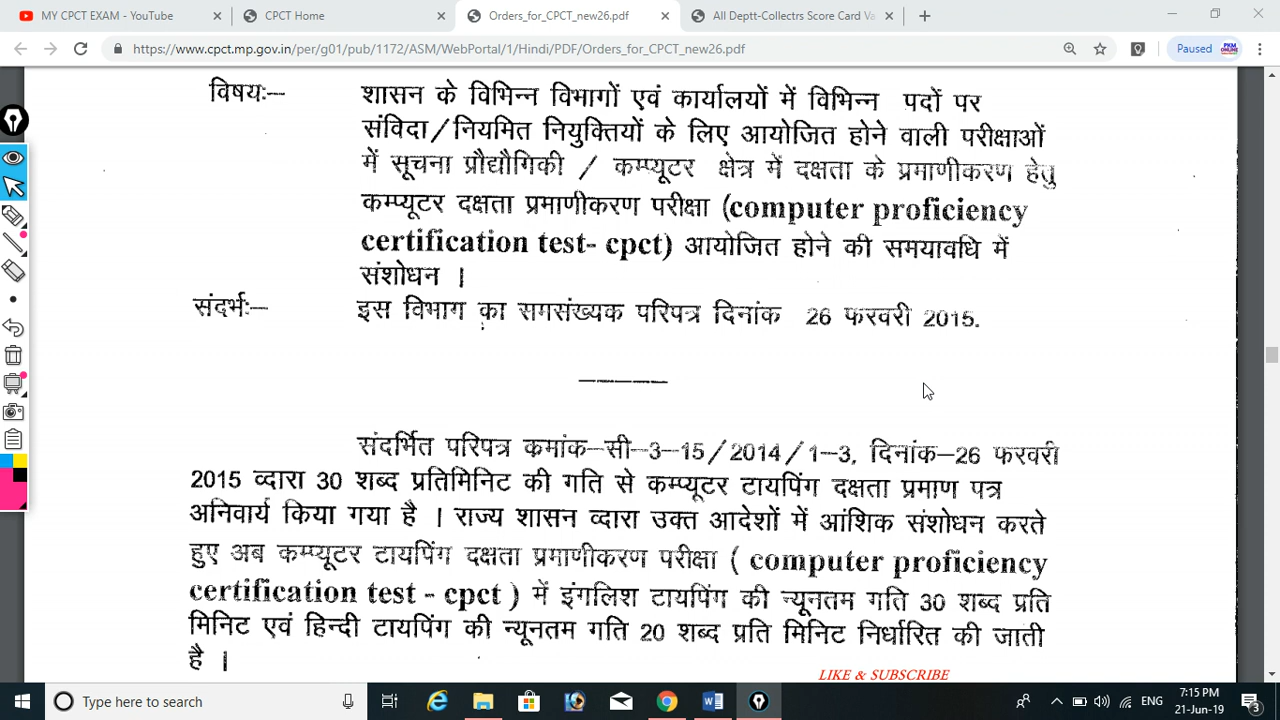 MY CPCT EXAM - YouTube
CPCT Home
Orders_for_CPCT_new26.pdf
All Deptt-Collectrs Score Card Va
https://www.cpct.mp.gov.in/per/g01/pub/1172/ASM/WebPortal/1/Hindi/PDF/Orders_for_CPCT_new26.pdf
Paused
विषयः— शासन के विभिन्न विभागों एवं कार्यालयों में विभिन्न पदों पर
संविदा/नियमित नियुक्तियों के लिए आयोजित होने वाली परीक्षाओं
में सूचना प्रौद्यौगिकी / कम्प्यूटर क्षेत्र में दक्षता के प्रमाणीकरण हेतु
कम्प्यूटर दक्षता प्रमाणीकरण परीक्षा (computer proficiency
certification test- cpct) आयोजित होने की समयावधि में
संशोधन ।
संदर्भः— इस विभाग का समसंख्यक परिपत्र दिनांक 26 फरवरी 2015.
संदर्भित परिपत्र कमांक—सी—3—15/2014/1—3, दिनांक—26 फरवरी
2015 व्दारा 30 शब्द प्रतिमिनिट की गति से कम्प्यूटर टायपिंग दक्षता प्रमाण पत्र
अनिवार्य किया गया है । राज्य शासन व्दारा उक्त आदेशों में आंशिक संशोधन करते
हुए अब कम्प्यूटर टायपिंग दक्षता प्रमाणीकरण परीक्षा ( computer proficiency
certification test - cpct ) में इंगलिश टायपिंग की न्यूनतम गति 30 शब्द प्रति
मिनिट एवं हिन्दी टायपिंग की न्यूनतम गति 20 शब्द प्रति मिनिट निर्धारित की जाती
है ।
LIKE & SUBSCRIBE
Type here to search
ENG
7:15 PM
21-Jun-19
3